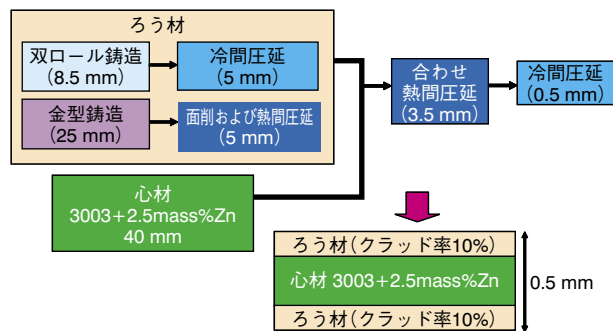 ろう材
双ロール鋳造
(8.5 mm)
冷間圧延
(5 mm)
金型鋳造
(25 mm)
面削および熱間圧延
(5 mm)
合わせ
熱間圧延
(3.5 mm)
冷間圧延
(0.5 mm)
心材
3003+2.5mass%Zn
40 mm
ろう材(クラッド率10%)
心材 3003+2.5mass%Zn
ろう材(クラッド率10%)
0.5 mm